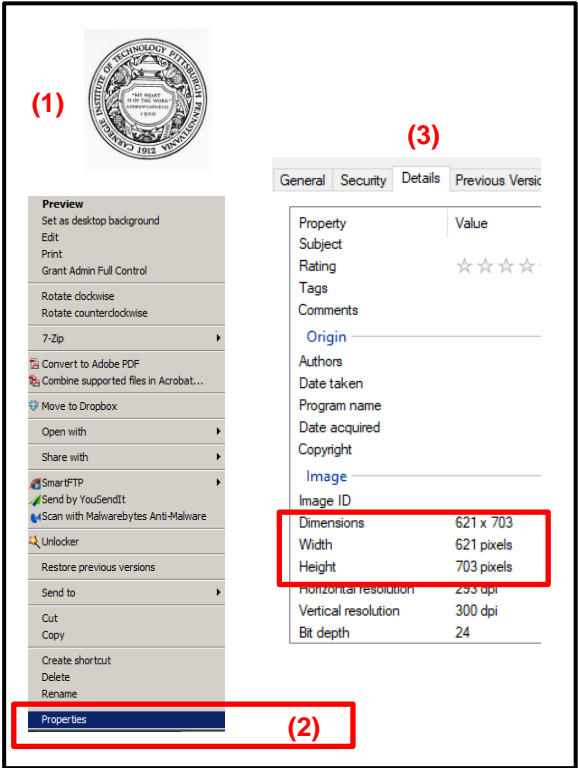 (1)
CARNEGIE INSTITUTE OF TECHNOLOGY PITTSBURGH PENNSYLVANIA
"MY HEART
IS IN THE WORK"
ANDREW CARNEGIE
1900
1912
Preview
Set as desktop background
Edit
Print
Grant Admin Full Control
Rotate clockwise
Rotate counterclockwise
7-Zip
Convert to Adobe PDF
Combine supported files in Acrobat...
Move to Dropbox
Open with
Share with
SmartFTP
Send by YouSendIt
Scan with Malwarebytes Anti-Malware
Unlocker
Restore previous versions
Send to
Cut
Copy
Create shortcut
Delete
Rename
Properties
(2)
(3)
General Security Details Previous Versio
Property Value
Subject
Rating
Tags
Comments
Origin
Authors
Date taken
Program name
Date acquired
Copyright
Image
Image ID
Dimensions 621 x 703
Width 621 pixels
Height 703 pixels
Horizontal resolution 293 dpi
Vertical resolution 300 dpi
Bit depth 24